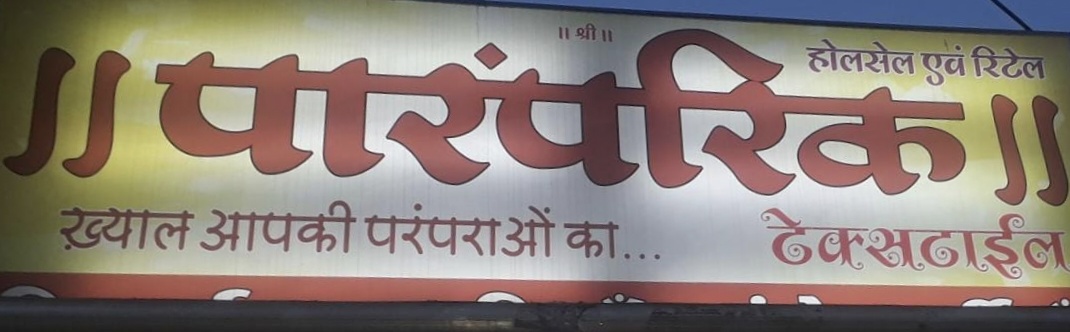 ॥ श्री ॥
होलसेल एवं रिटेल
॥ पारंपरिक ॥
ख़्याल आपकी परंपराओं का...
टेक्सटाईल